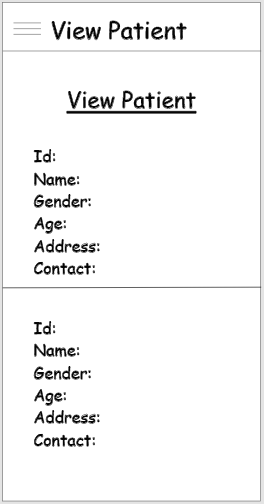 View Patient
View Patient
Id:
Name:
Gender:
Age:
Address:
Contact:
Id:
Name:
Gender:
Age:
Address:
Contact: